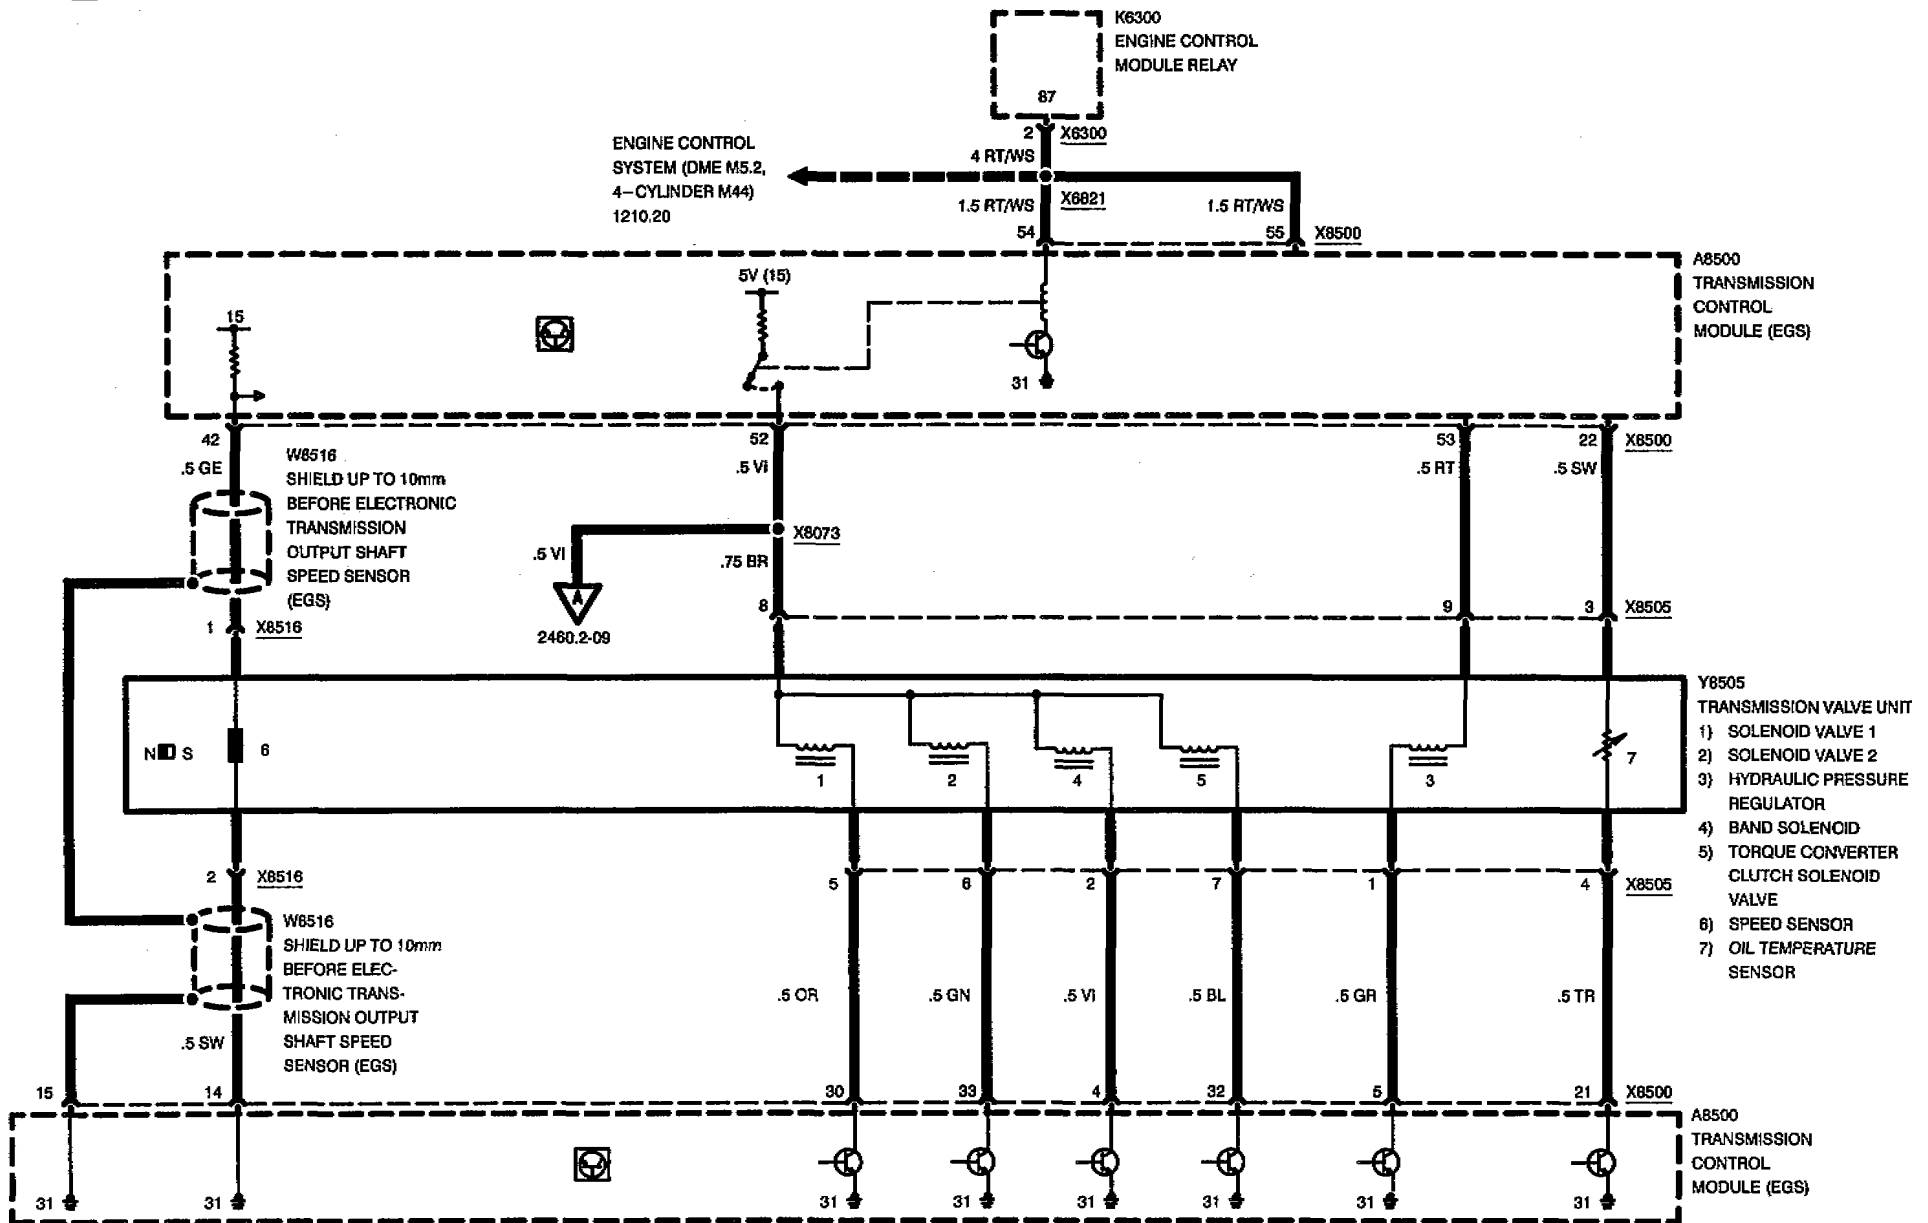 K6300
ENGINE CONTROL
MODULE RELAY
87
2 X6300
4 RT/WS
ENGINE CONTROL
SYSTEM (DME M5.2,
4-CYLINDER M44)
1210.20
X6821
1.5 RT/WS
1.5 RT/WS
54
55 X8500
A8500
TRANSMISSION
CONTROL
MODULE (EGS)
15
5V (15)
31
42
52
53
22 X8500
.5 GE
.5 VI
.5 RT
.5 SW
W8516
SHIELD UP TO 10mm
BEFORE ELECTRONIC
TRANSMISSION
OUTPUT SHAFT
SPEED SENSOR
(EGS)
X8073
.5 VI
.75 BR
A
2460.2-09
1 X8516
8
9
3 X8505
N S
6
1
2
4
5
3
7
Y8505
TRANSMISSION VALVE UNIT
1) SOLENOID VALVE 1
2) SOLENOID VALVE 2
3) HYDRAULIC PRESSURE
REGULATOR
4) BAND SOLENOID
5) TORQUE CONVERTER
CLUTCH SOLENOID
VALVE
6) SPEED SENSOR
7) OIL TEMPERATURE
SENSOR
2 X8516
5
6
2
7
1
4 X8505
W8516
SHIELD UP TO 10mm
BEFORE ELEC-
TRONIC TRANS-
MISSION OUTPUT
SHAFT SPEED
SENSOR (EGS)
.5 SW
.5 OR
.5 GN
.5 VI
.5 BL
.5 GR
.5 TR
15
14
30
33
4
32
5
21 X8500
A8500
TRANSMISSION
CONTROL
MODULE (EGS)
31
31
31
31
31
31
31
31